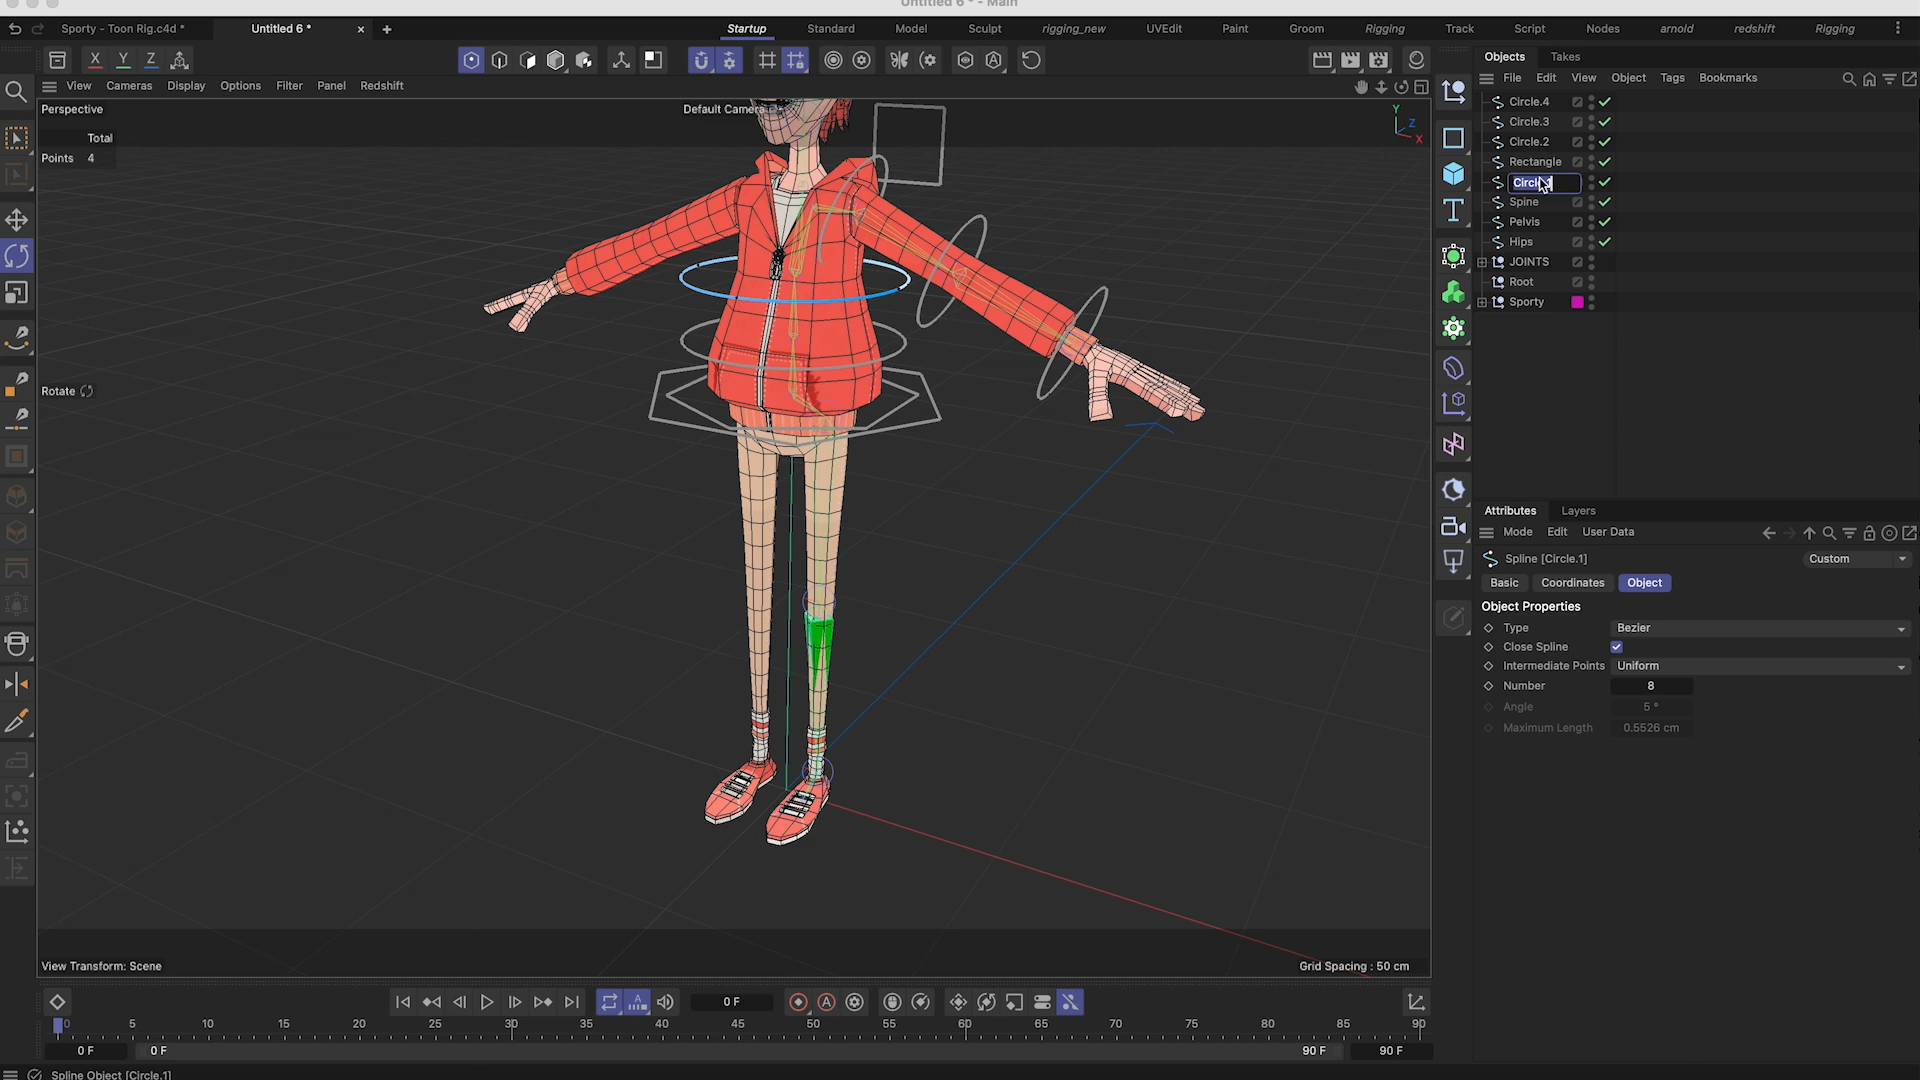 Untitled 6 * - Main
Sporty - Toon Rig.c4d *
Untitled 6 *
Startup
Standard
Model
Sculpt
rigging_new
UVEdit
Paint
Groom
Rigging
Track
Script
Nodes
arnold
redshift
Rigging
X
Y
Z
View
Cameras
Display
Options
Filter
Panel
Redshift
Perspective
Default Camera
Total
Points 4
Rotate
Y
Z
X
View Transform: Scene
Grid Spacing : 50 cm
Objects
Takes
File
Edit
View
Object
Tags
Bookmarks
Circle.4
Circle.3
Circle.2
Rectangle
Circle.1
Spine
Pelvis
Hips
JOINTS
Root
Sporty
Attributes
Layers
Mode
Edit
User Data
Spline [Circle.1]
Custom
Basic
Coordinates
Object
Object Properties
Type
Bezier
Close Spline
Intermediate Points
Uniform
Number
8
Angle
5 °
Maximum Length
0.5526 cm
0 F
0 5 10 15 20 25 30 35 40 45 50 55 60 65 70 75 80 85 90
0 F
0 F
90 F
90 F
Spline Object [Circle.1]